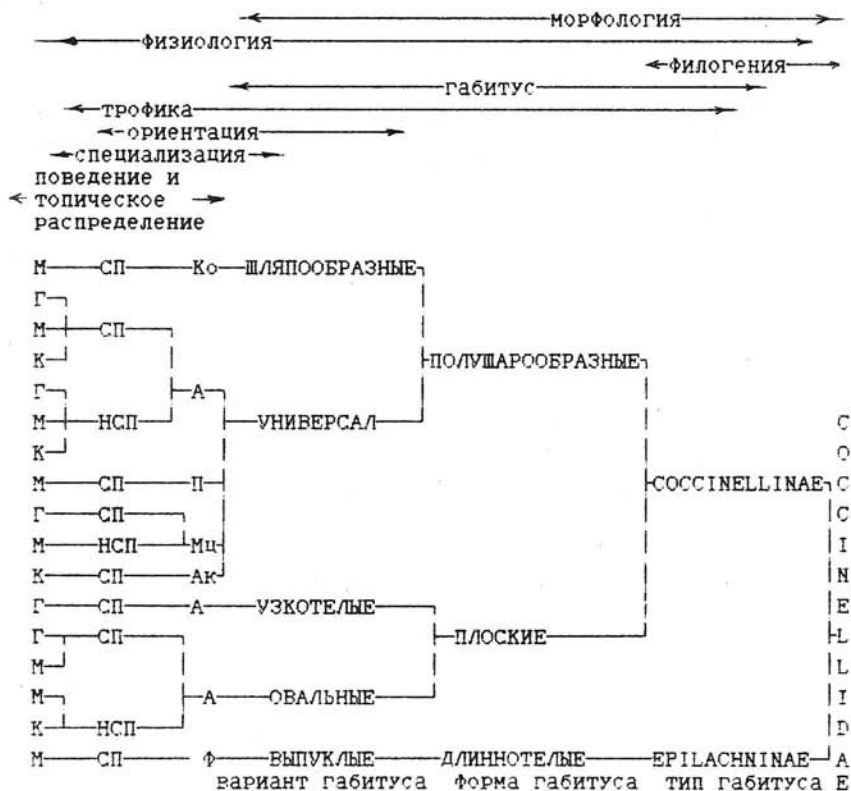 морфология
физиология
филогения
габитус
трофика
ориентация
специализация
поведение и
топическое
распределение
М СП Ко ШЛЯПООБРАЗНЫЕ
Г
М СП
К ПОЛУШАРООБРАЗНЫЕ
Г А
М НСП УНИВЕРСАЛ С
К О
М СП П COCCINELLINAE С
Г СП С
М НСП Мц I
К СП Ак N
Г СП А УЗКОТЕЛЫЕ E
Г СП ПЛОСКИЕ L
М L
М А ОВАЛЬНЫЕ I
К НСП D
М СП Ф ВЫПУКЛЫЕ ДЛИННОТЕЛЫЕ EPILACHNINAE A
вариант габитуса форма габитуса тип габитуса E